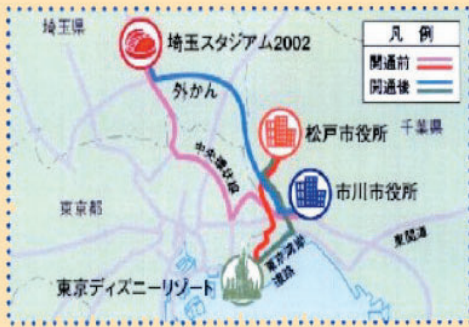 埼玉県
埼玉スタジアム2002
凡 例
開通前
開通後
外かん
松戸市役所
千葉県
中央環状線
市川市役所
東京都
東関道
東京湾岸
道路
東京ディズニーリゾート